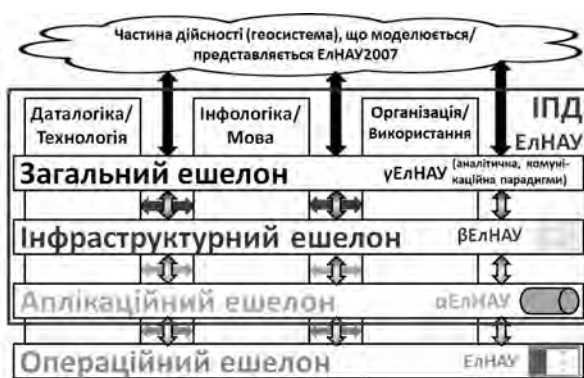 Частина дійсності (геосистема), що моделюється/
представляється ЕлНАУ2007
Даталогіка/
Технологія
Інфологіка/
Мова
Організація/
Використання
ІПД
ЕлНАУ
Загальний ешелон
γЕлНАУ (аналітична, комуні-
каційна парадигми)
Інфраструктурний ешелон
βЕлНАУ
Аплікаційний ешелон
αЕлНАУ
Операційний ешелон
ЕлНАУ